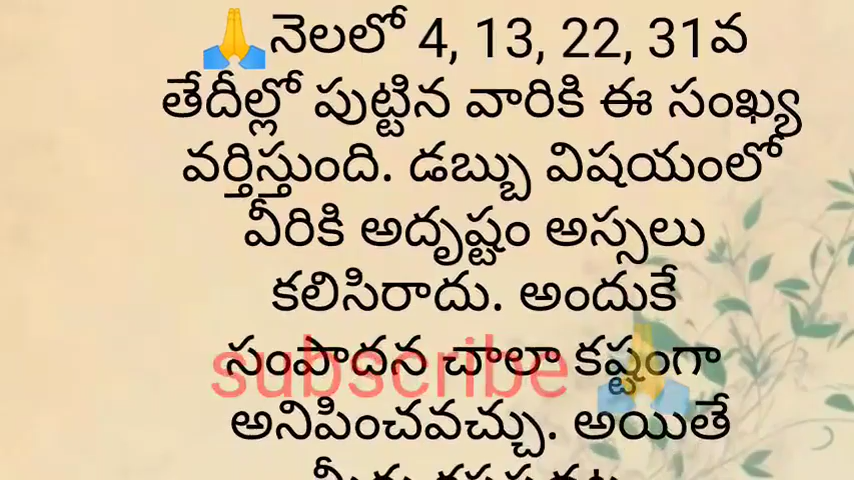 🙏నెలలో 4, 13, 22, 31వ
తేదీల్లో పుట్టిన వారికి ఈ సంఖ్య
వర్తిస్తుంది. డబ్బు విషయంలో
వీరికి అదృష్టం అస్సలు
కలిసిరాదు. అందుకే
సంపాదన చాలా కష్టంగా
subscribe 🙏
అనిపించవచ్చు. అయితే